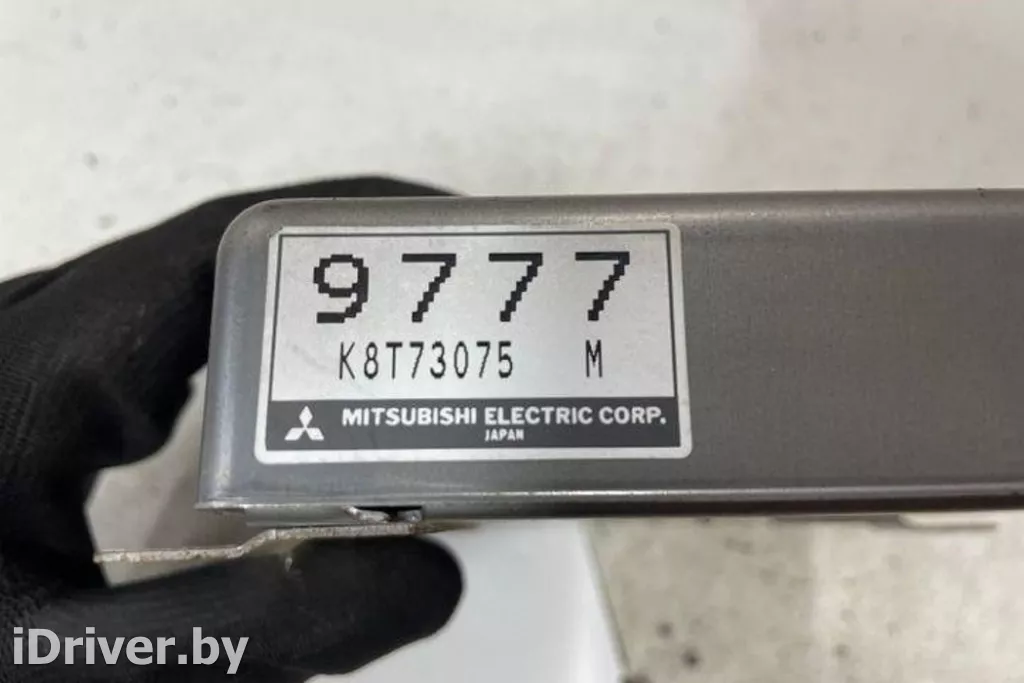 9777
K8T73075 M
MITSUBISHI ELECTRIC CORP.
JAPAN
iDriver.by